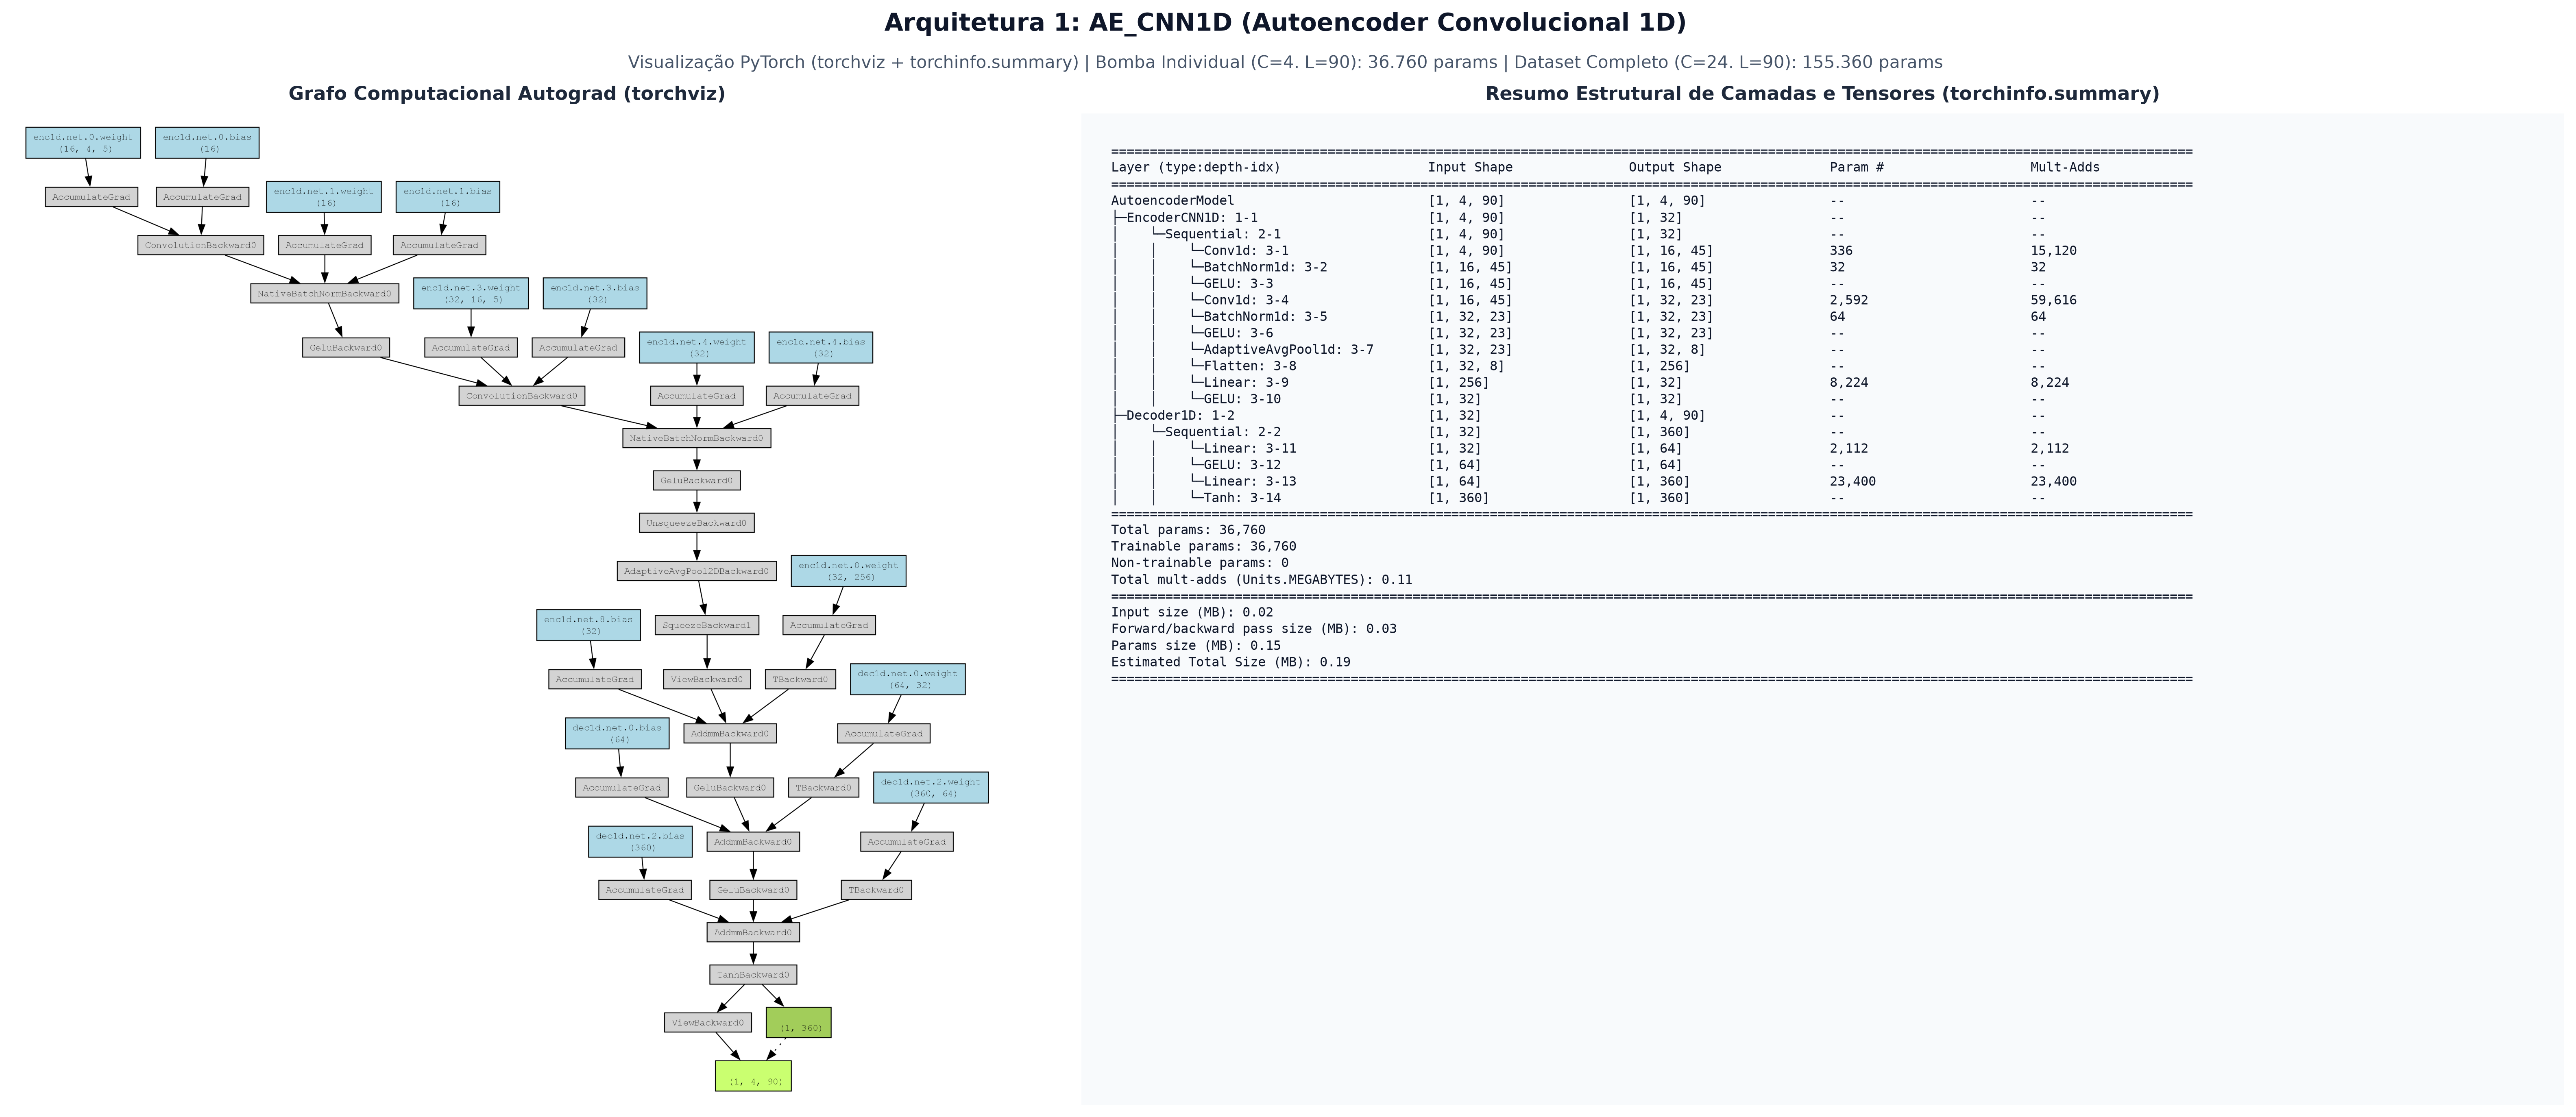 Arquitetura 1: AE_CNN1D (Autoencoder Convolucional 1D)
Visualização PyTorch (torchviz + torchinfo.summary) | Bomba Individual (C=4. L=90): 36.760 params | Dataset Completo (C=24. L=90): 155.360 params
Grafo Computacional Autograd (torchviz)
enc1d.net.0.weight
(16, 4, 5)
enc1d.net.0.bias
(16)
AccumulateGrad
AccumulateGrad
enc1d.net.1.weight
(16)
enc1d.net.1.bias
(16)
ConvolutionBackward0
AccumulateGrad
AccumulateGrad
NativeBatchNormBackward0
enc1d.net.3.weight
(32, 16, 5)
enc1d.net.3.bias
(32)
GeluBackward0
AccumulateGrad
AccumulateGrad
enc1d.net.4.weight
(32)
enc1d.net.4.bias
(32)
ConvolutionBackward0
AccumulateGrad
AccumulateGrad
NativeBatchNormBackward0
GeluBackward0
UnsqueezeBackward0
AdaptiveAvgPool2DBackward0
enc1d.net.8.weight
(32, 256)
enc1d.net.8.bias
(32)
SqueezeBackward1
AccumulateGrad
AccumulateGrad
ViewBackward0
TBackward0
dec1d.net.0.weight
(64, 32)
dec1d.net.0.bias
(64)
AddmmBackward0
AccumulateGrad
AccumulateGrad
GeluBackward0
TBackward0
dec1d.net.2.weight
(360, 64)
dec1d.net.2.bias
(360)
AddmmBackward0
AccumulateGrad
AccumulateGrad
GeluBackward0
TBackward0
AddmmBackward0
TanhBackward0
ViewBackward0
(1, 360)
(1, 4, 90)
Resumo Estrutural de Camadas e Tensores (torchinfo.summary)
Layer (type:depth-idx) Input Shape Output Shape Param # Mult-Adds
AutoencoderModel [1, 4, 90] [1, 4, 90] -- --
├─EncoderCNN1D: 1-1 [1, 4, 90] [1, 32] -- --
│ └─Sequential: 2-1 [1, 4, 90] [1, 32] -- --
│ │ └─Conv1d: 3-1 [1, 4, 90] [1, 16, 45] 336 15,120
│ │ └─BatchNorm1d: 3-2 [1, 16, 45] [1, 16, 45] 32 32
│ │ └─GELU: 3-3 [1, 16, 45] [1, 16, 45] -- --
│ │ └─Conv1d: 3-4 [1, 16, 45] [1, 32, 23] 2,592 59,616
│ │ └─BatchNorm1d: 3-5 [1, 32, 23] [1, 32, 23] 64 64
│ │ └─GELU: 3-6 [1, 32, 23] [1, 32, 23] -- --
│ │ └─AdaptiveAvgPool1d: 3-7 [1, 32, 23] [1, 32, 8] -- --
│ │ └─Flatten: 3-8 [1, 32, 8] [1, 256] -- --
│ │ └─Linear: 3-9 [1, 256] [1, 32] 8,224 8,224
│ │ └─GELU: 3-10 [1, 32] [1, 32] -- --
├─Decoder1D: 1-2 [1, 32] [1, 4, 90] -- --
│ └─Sequential: 2-2 [1, 32] [1, 360] -- --
│ │ └─Linear: 3-11 [1, 32] [1, 64] 2,112 2,112
│ │ └─GELU: 3-12 [1, 64] [1, 64] -- --
│ │ └─Linear: 3-13 [1, 64] [1, 360] 23,400 23,400
│ │ └─Tanh: 3-14 [1, 360] [1, 360] -- --
Total params: 36,760
Trainable params: 36,760
Non-trainable params: 0
Total mult-adds (Units.MEGABYTES): 0.11
Input size (MB): 0.02
Forward/backward pass size (MB): 0.03
Params size (MB): 0.15
Estimated Total Size (MB): 0.19